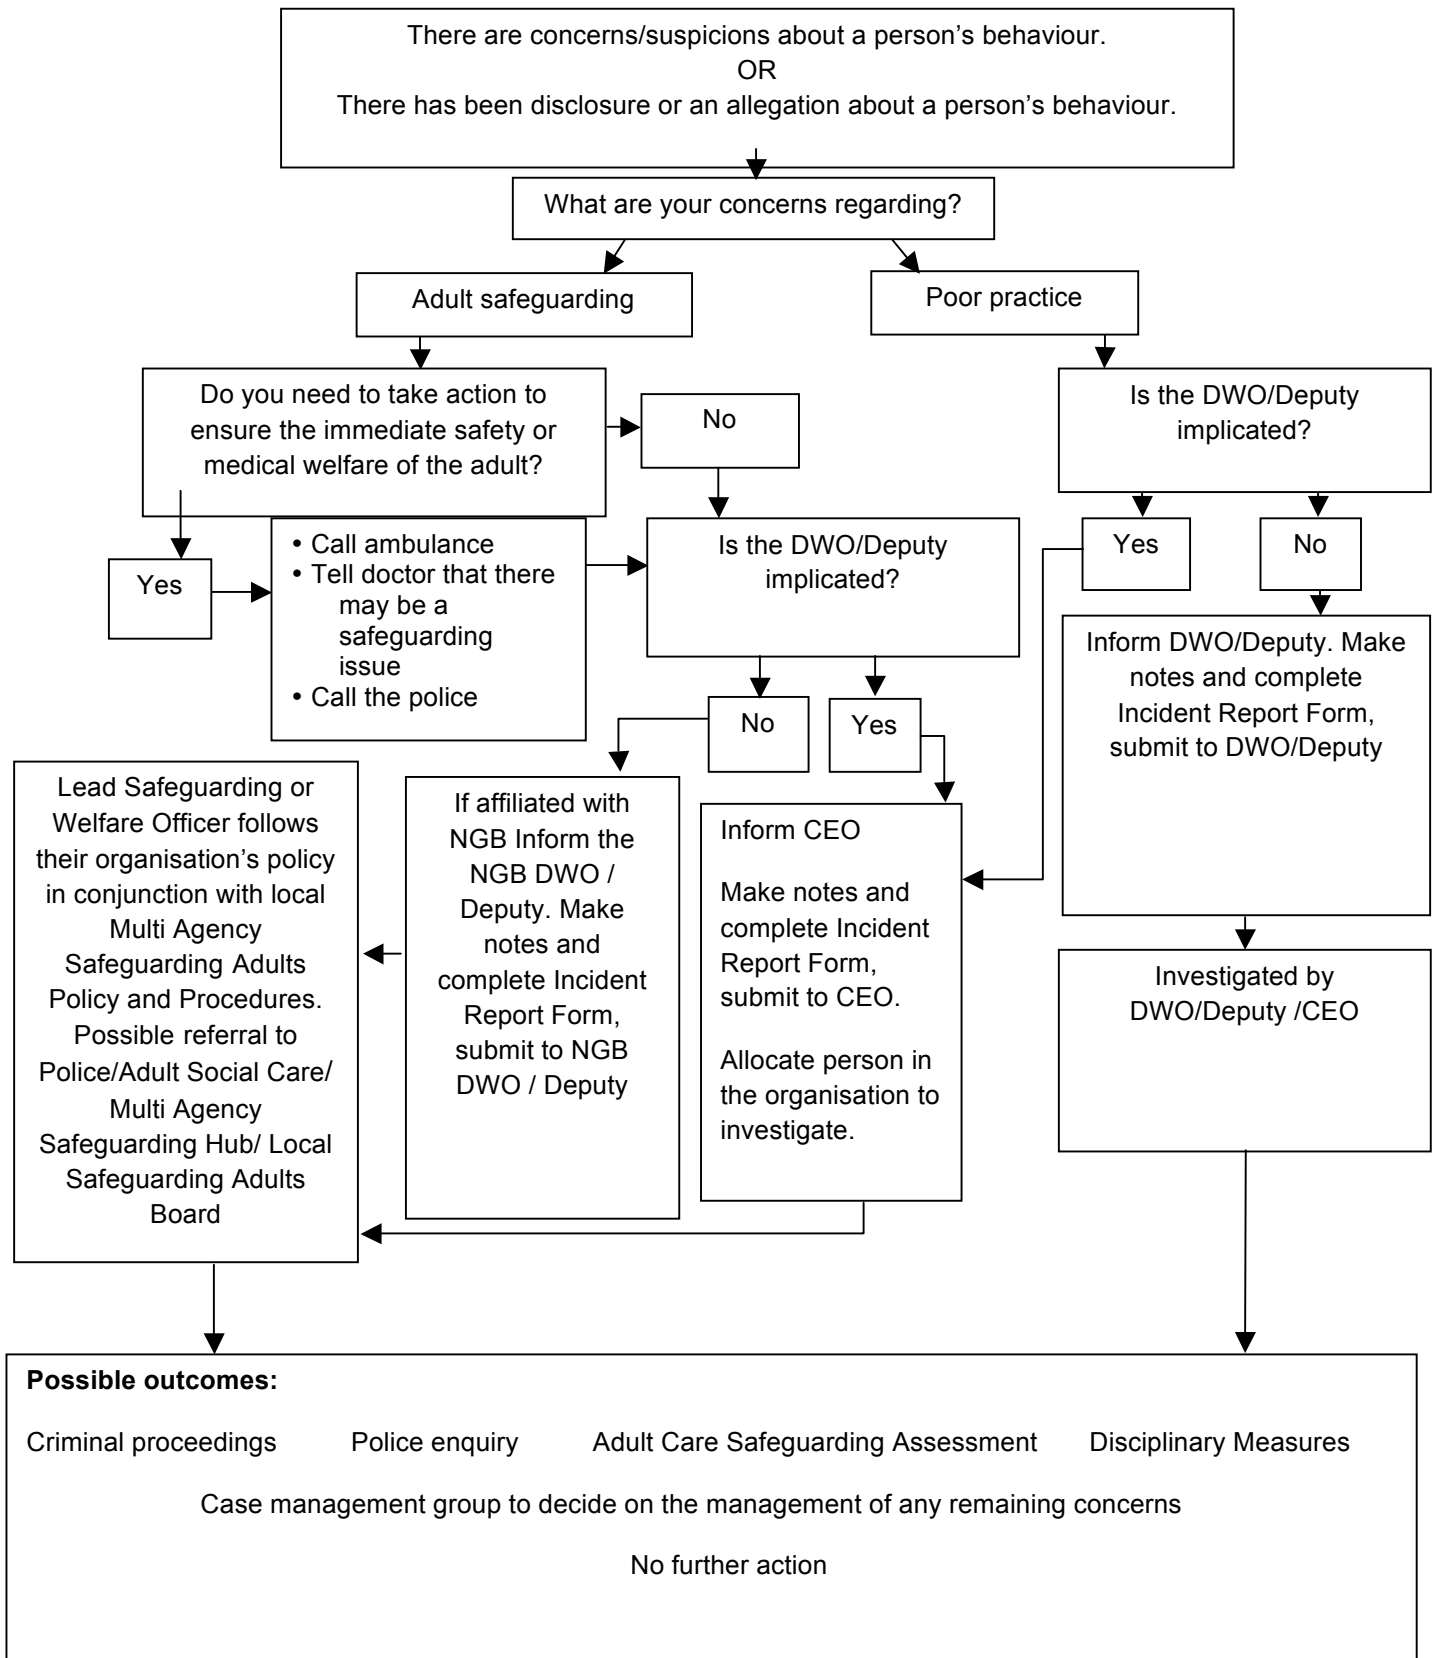 There are concerns/suspicions about a person’s behaviour.
OR
There has been disclosure or an allegation about a person’s behaviour.
What are your concerns regarding?
Adult safeguarding
Poor practice
Do you need to take action to
ensure the immediate safety or
medical welfare of the adult?
No
Is the DWO/Deputy
implicated?
Yes
• Call ambulance
• Tell doctor that there
may be a
safeguarding
issue
• Call the police
Is the DWO/Deputy
implicated?
Yes
No
No
Yes
Inform DWO/Deputy. Make
notes and complete
Incident Report Form,
submit to DWO/Deputy
Lead Safeguarding or
Welfare Officer follows
their organisation’s policy
in conjunction with local
Multi Agency
Safeguarding Adults
Policy and Procedures.
Possible referral to
Police/Adult Social Care/
Multi Agency
Safeguarding Hub/ Local
Safeguarding Adults
Board
If affiliated with
NGB Inform the
NGB DWO /
Deputy. Make
notes and
complete Incident
Report Form,
submit to NGB
DWO / Deputy
Inform CEO
Make notes and
complete Incident
Report Form,
submit to CEO.
Allocate person in
the organisation to
investigate.
Investigated by
DWO/Deputy /CEO
Possible outcomes:
Criminal proceedings Police enquiry Adult Care Safeguarding Assessment Disciplinary Measures
Case management group to decide on the management of any remaining concerns
No further action